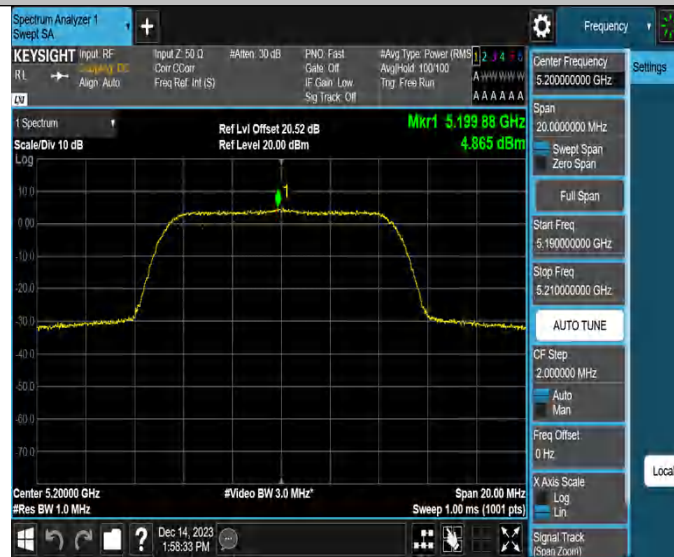 Spectrum Analyzer 1
Swept SA
+
Frequency
KEYSIGHT
RL
LXI
Input: RF
Coupling: DC
Align: Auto
Input Z: 50 Ω
Corr CCorr
Freq Ref: Int (S)
#Atten: 30 dB
PNO: Fast
Gate: Off
IF Gain: Low
Sig Track: Off
#Avg Type: Power (RMS
Avg|Hold: 100/100
Trig: Free Run
1 2 3 4 5 6
A W W W W W
A A A A A A
1 Spectrum
Scale/Div 10 dB
Log
Ref Lvl Offset 20.52 dB
Ref Level 20.00 dBm
Mkr1 5.199 88 GHz
4.865 dBm
1
10.0
0.00
-10.0
-20.0
-30.0
-40.0
-50.0
-60.0
-70.0
Center 5.20000 GHz
#Res BW 1.0 MHz
#Video BW 3.0 MHz*
Span 20.00 MHz
Sweep 1.00 ms (1001 pts)
?
Dec 14, 2023
1:58:33 PM
Center Frequency
5.200000000 GHz
Span
20.0000000 MHz
Swept Span
Zero Span
Full Span
Start Freq
5.190000000 GHz
Stop Freq
5.210000000 GHz
AUTO TUNE
CF Step
2.000000 MHz
Auto
Man
Freq Offset
0 Hz
X Axis Scale
Log
Lin
Signal Track
(Span Zoom)
Settings
Local